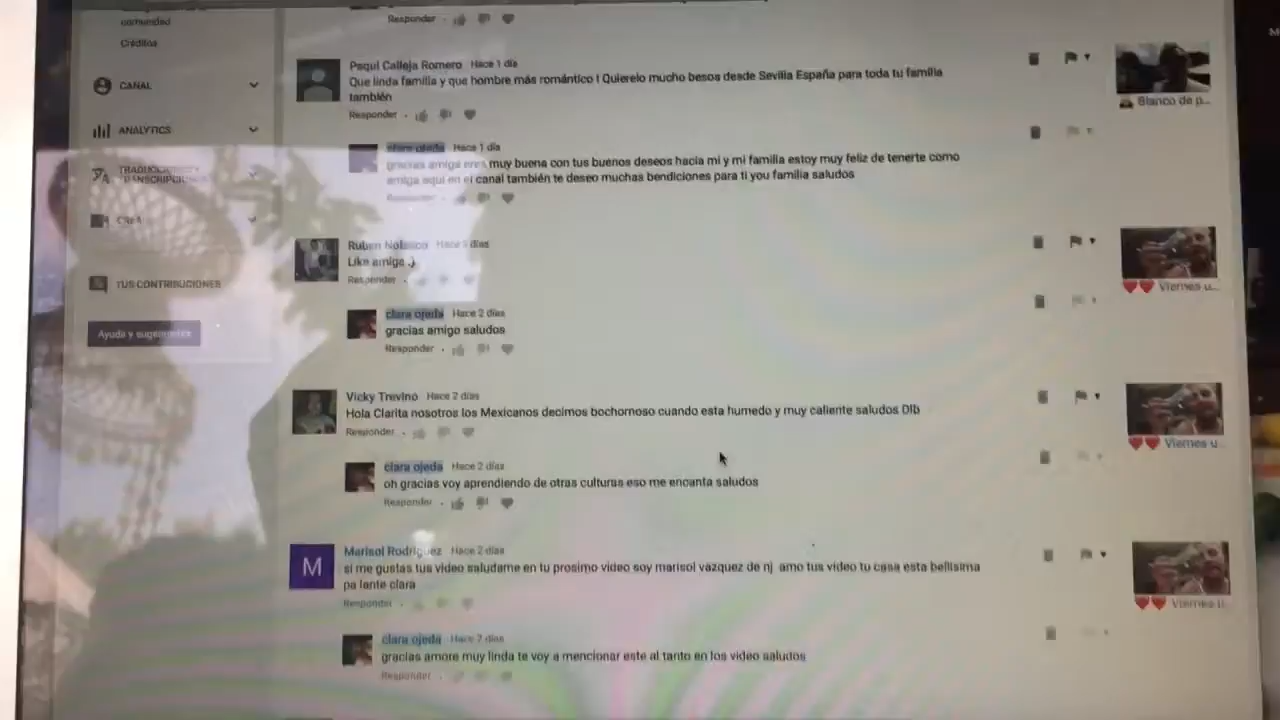 comunidad
Créditos
CANAL
ANALYTICS
TUS CONTRIBUCIONES
Ayuda y sugerencias
Responder
Paqui Calleja Romero Hace 1 día
Que linda familia y que hombre más romántico ! Quierelo mucho besos desde Sevilla España para toda tu familia
también
Responder
Blanco de p...
clara ojeda Hace 1 día
gracias amiga eres muy buena con tus buenos deseos hacia mi y mi familia estoy muy feliz de tenerte como
amiga aqui en el canal también te deseo muchas bendiciones para ti you familia saludos
Responder
Ruben Nolasco Hace 2 días
Like amiga :)
Responder
Viernes u...
clara ojeda Hace 2 días
gracias amigo saludos
Responder
Vicky Trevino Hace 2 días
Hola Clarita nosotros los Mexicanos decimos bochornoso cuando esta humedo y muy caliente saludos Dlb
Responder
Viernes u...
clara ojeda Hace 2 días
oh gracias voy aprendiendo de otras culturas eso me encanta saludos
Responder
M
Marisol Rodríguez Hace 2 días
si me gustas tus video saludame en tu prosimo video soy marisol vazquez de nj amo tus video tu casa esta bellisima
pa lante clara
Responder
Viernes u...
clara ojeda Hace 2 días
gracias amore muy linda te voy a mencionar este al tanto en los video saludos
Responder